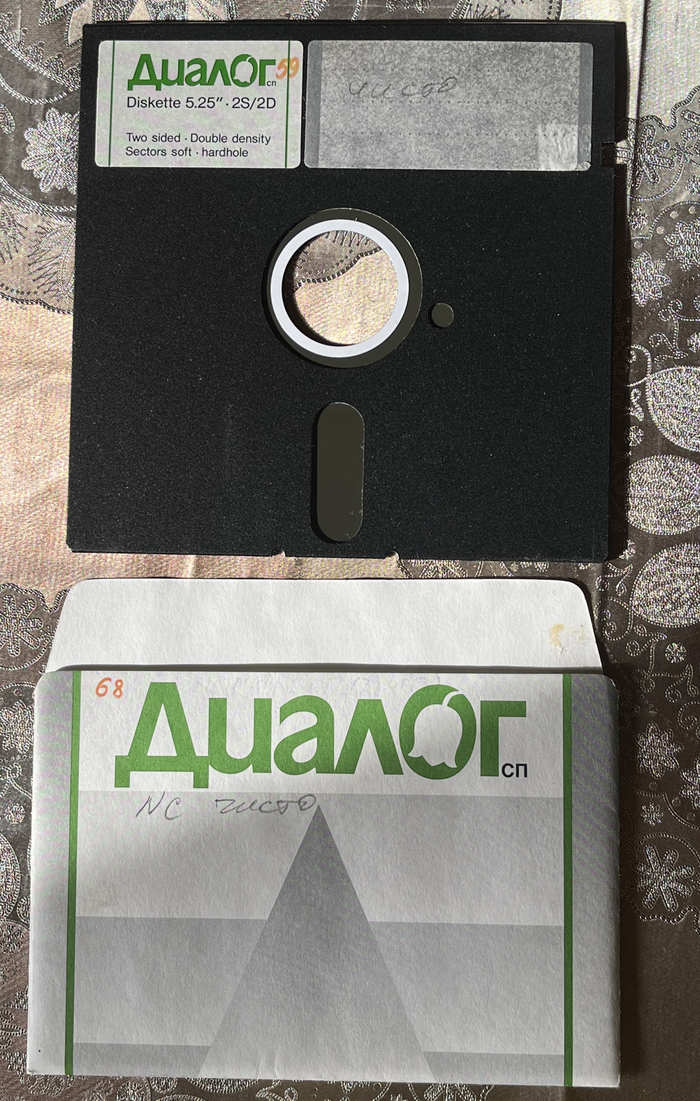 Диалог сп 59
Diskette 5.25″ · 2S/2D
Two sided · Double density
Sectors soft · hardhole
чисто
68
Диалог сп
NC чисто